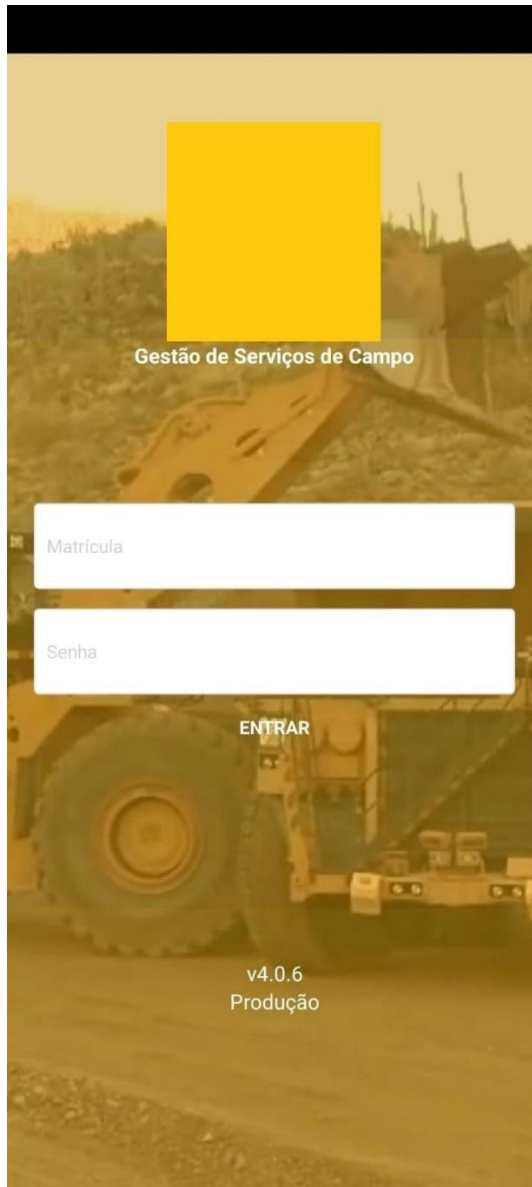 Gestão de Serviços de Campo
Matrícula
Senha
ENTRAR
v4.0.6
Produção